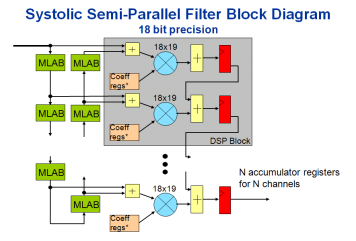 Systolic Semi-Parallel Filter Block Diagram
18 bit precision
18x19
MLAB
MLAB
+
+
Coeff
regs*
18x19
MLAB
MLAB
+
+
Coeff
regs*
DSP Block
N accumulator registers
for N channels
MLAB
18x19
MLAB
+
+
Coeff
regs*